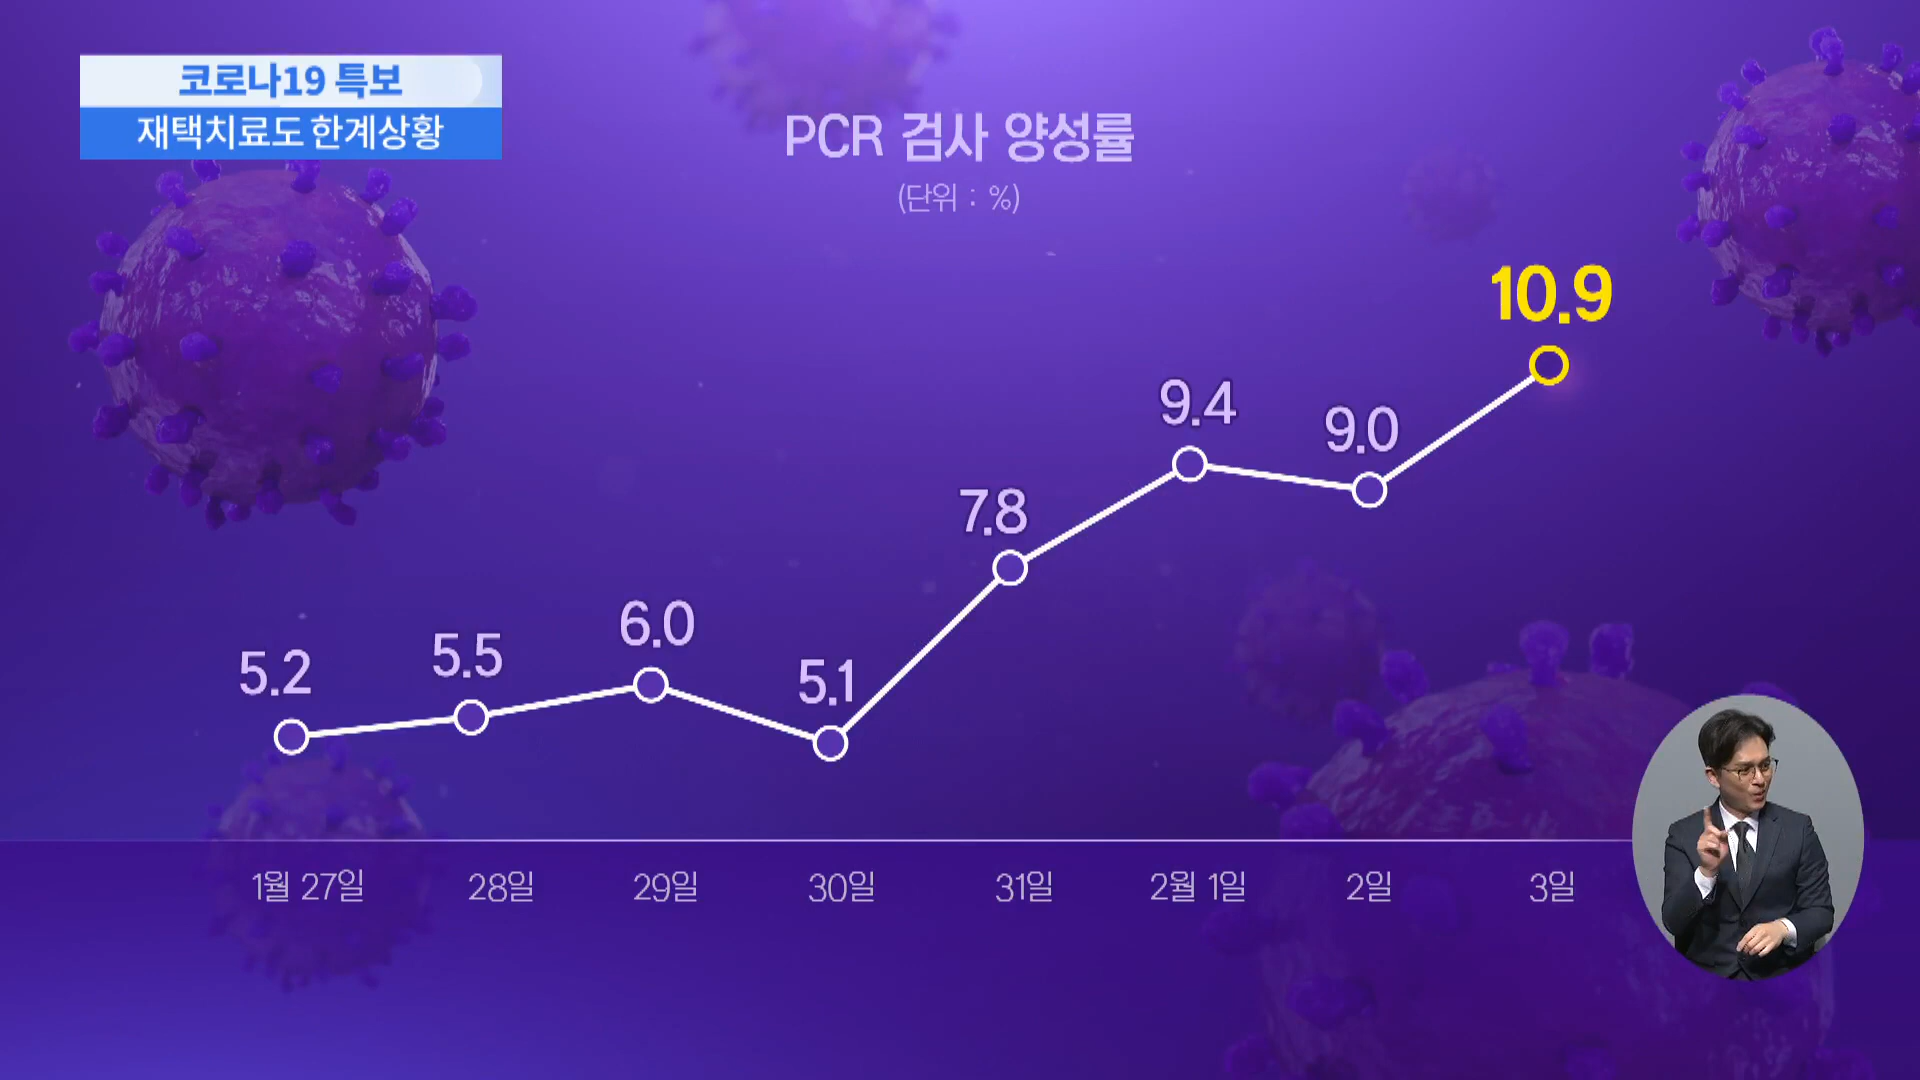 코로나19 특보
재택치료도 한계상황
PCR 검사 양성률
(단위 : %)
5.2
5.5
6.0
5.1
7.8
9.4
9.0
10.9
1월 27일
28일
29일
30일
31일
2월 1일
2일
3일